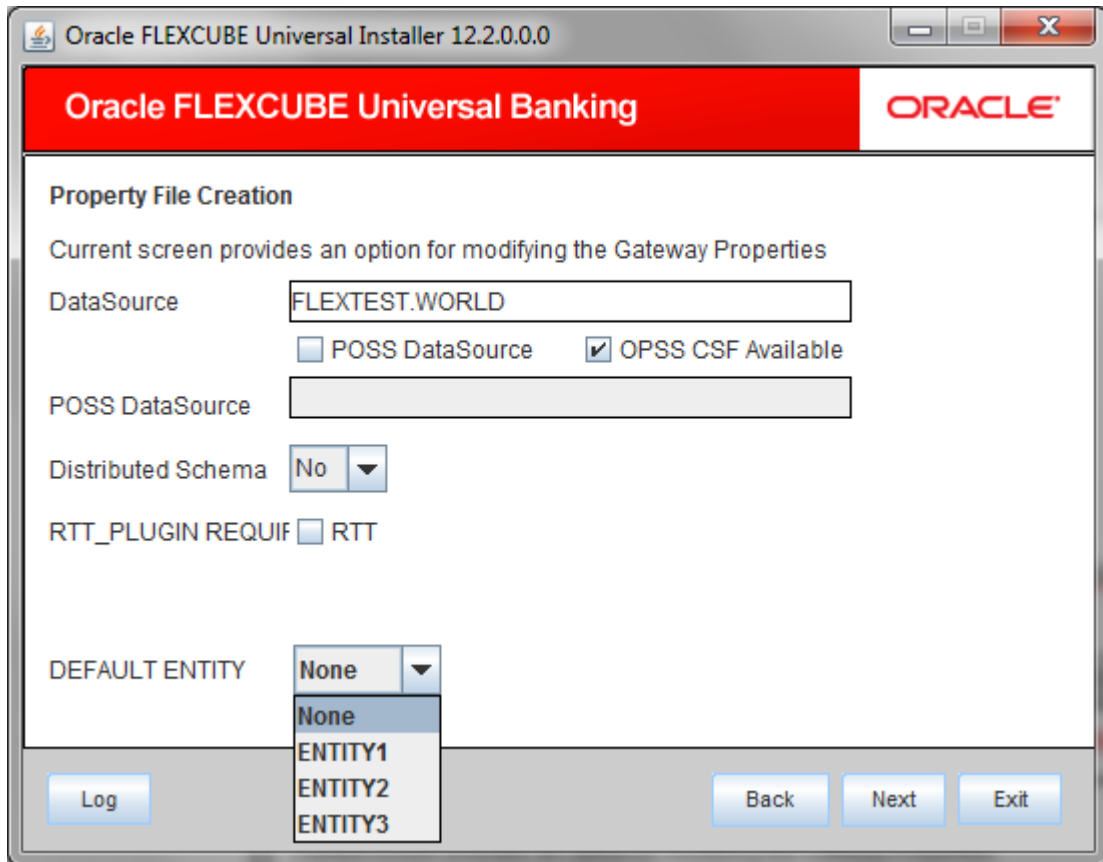 Oracle FLEXCUBE Universal Installer 12.2.0.0.0
Oracle FLEXCUBE Universal Banking
ORACLE
Property File Creation
Current screen provides an option for modifying the Gateway Properties
DataSource FLEXTEST.WORLD
POSS DataSource OPSS CSF Available
POSS DataSource
Distributed Schema No
RTT_PLUGIN REQUIF RTT
DEFAULT ENTITY None
None
ENTITY1
ENTITY2
ENTITY3
Log Back Next Exit